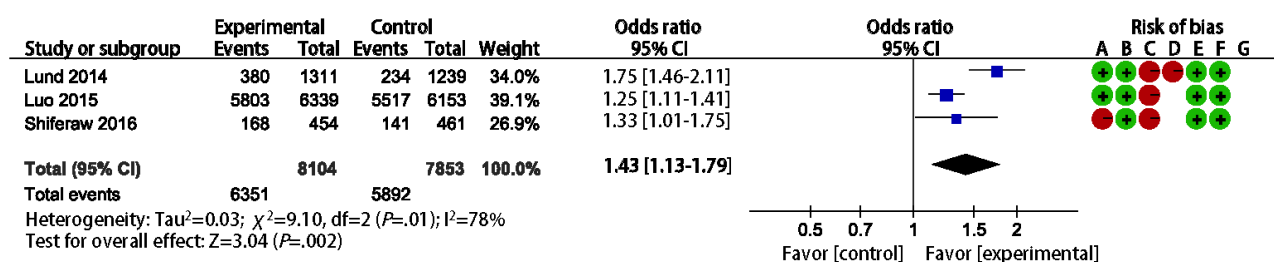 Experimental Control Odds ratio Odds ratio Risk of bias
Study or subgroup Events Total Events Total Weight 95% CI 95% CI A B C D E F G
Lund 2014 380 1311 234 1239 34.0% 1.75 [1.46-2.11] + + - - + +
Luo 2015 5803 6339 5517 6153 39.1% 1.25 [1.11-1.41] + + - + +
Shiferaw 2016 168 454 141 461 26.9% 1.33 [1.01-1.75] - + - + +
Total (95% CI) 8104 7853 100.0% 1.43 [1.13-1.79]
Total events 6351 5892
Heterogeneity: Tau²=0.03; χ²=9.10, df=2 (P=.01); I²=78%
Test for overall effect: Z=3.04 (P=.002)
0.5 0.7 1 1.5 2
Favor [control] Favor [experimental]